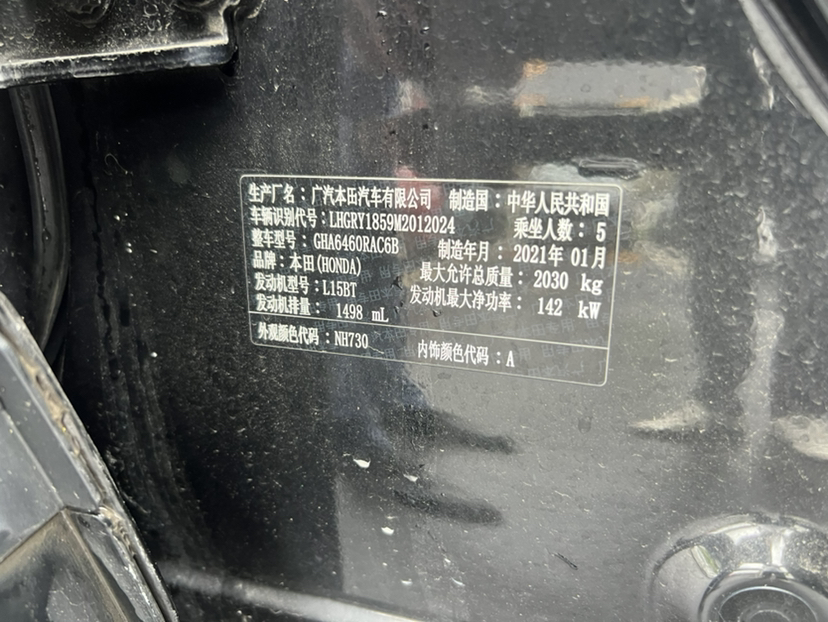 生产厂名：广汽本田汽车有限公司 制造国：中华人民共和国
车辆识别代号：LHGRY1859M2012024 乘坐人数：5
整车型号：GHA6460RAC6B 制造年月：2021年 01月
品牌：本田(HONDA) 最大允许总质量：2030 kg
发动机型号：L15BT 发动机最大净功率：142 kW
发动机排量：1498 mL
外观颜色代码：NH730 内饰颜色代码：A